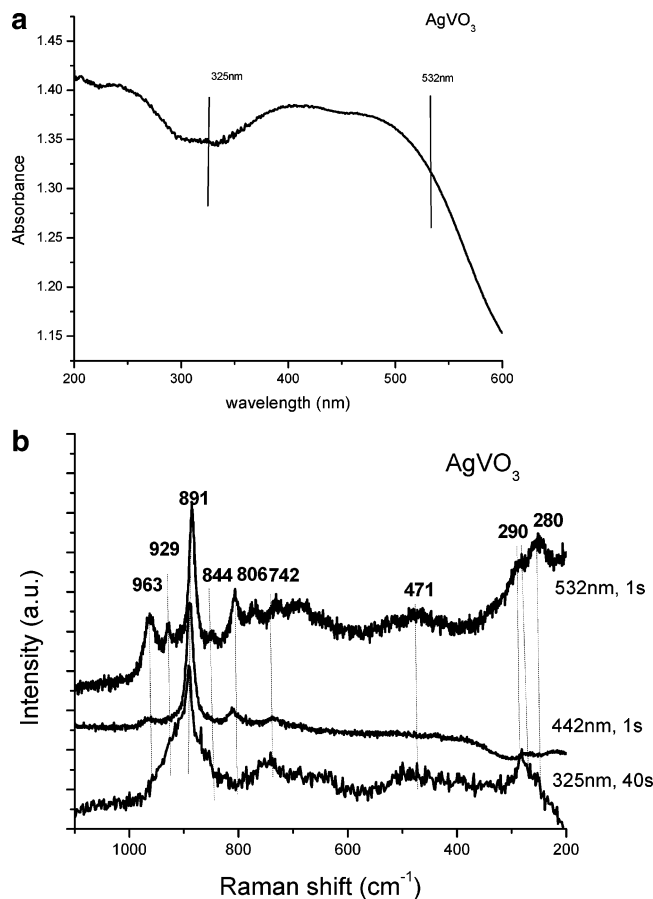 a
AgVO3
1.45
1.40
1.35
1.30
1.25
1.20
1.15
Absorbance
325nm
532nm
200 300 400 500 600
wavelength (nm)
b
AgVO3
891
929
963
844 806 742
471
290 280
532nm, 1s
442nm, 1s
325nm, 40s
Intensity (a.u.)
1000 800 600 400 200
Raman shift (cm-1)